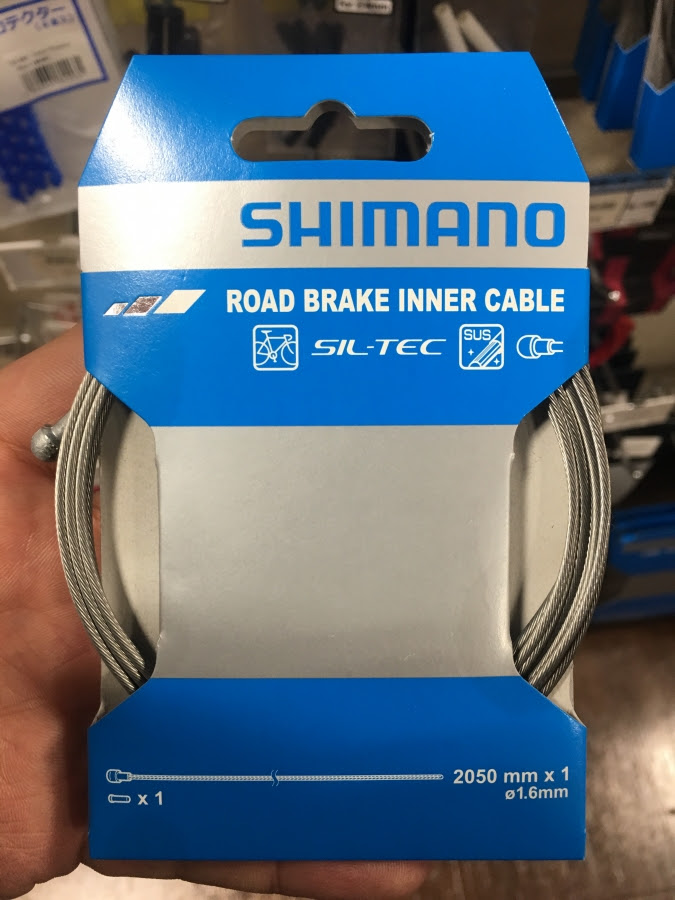 SHIMANO
ROAD BRAKE INNER CABLE
SIL-TEC
SUS
2050 mm x 1
x 1
ø1.6mm